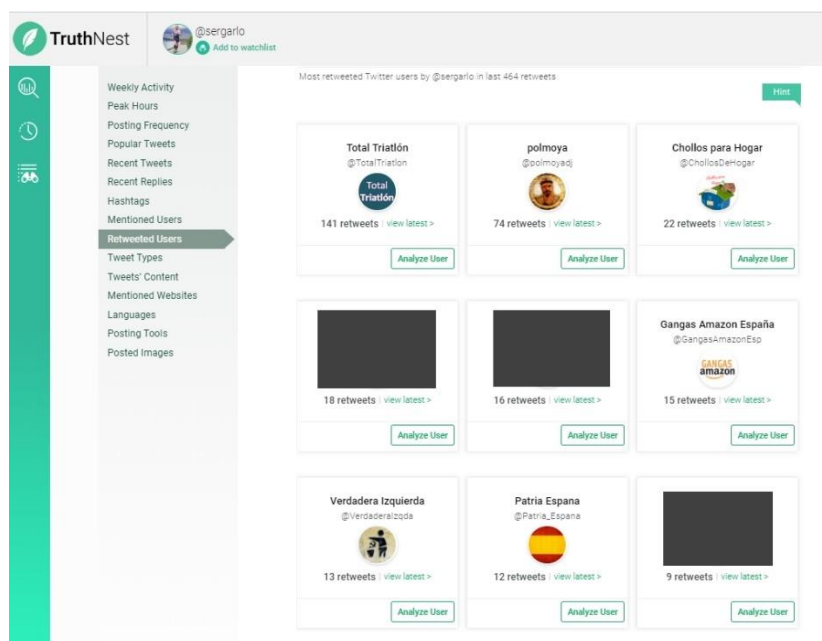 TruthNest
@sergarlo
Add to watchlist
Weekly Activity
Peak Hours
Posting Frequency
Popular Tweets
Recent Tweets
Recent Replies
Hashtags
Mentioned Users
Retweeted Users
Tweet Types
Tweets' Content
Mentioned Websites
Languages
Posting Tools
Posted Images
Most retweeted Twitter users by @sergarlo in last 464 retweets
Hint
Total Triatlón
@TotalTriatlon
Total
Triatlón
141 retweets | view latest >
Analyze User
polmoya
@polmoyadj
74 retweets | view latest >
Analyze User
Chollos para Hogar
@ChollosDeHogar
22 retweets | view latest >
Analyze User
18 retweets | view latest >
Analyze User
16 retweets | view latest >
Analyze User
Gangas Amazon España
@GangasAmazonEsp
GANGAS
amazon
15 retweets | view latest >
Analyze User
Verdadera Izquierda
@VerdaderaIzqda
13 retweets | view latest >
Analyze User
Patria Espana
@Patria_Espana
12 retweets | view latest >
Analyze User
9 retweets | view latest >
Analyze User